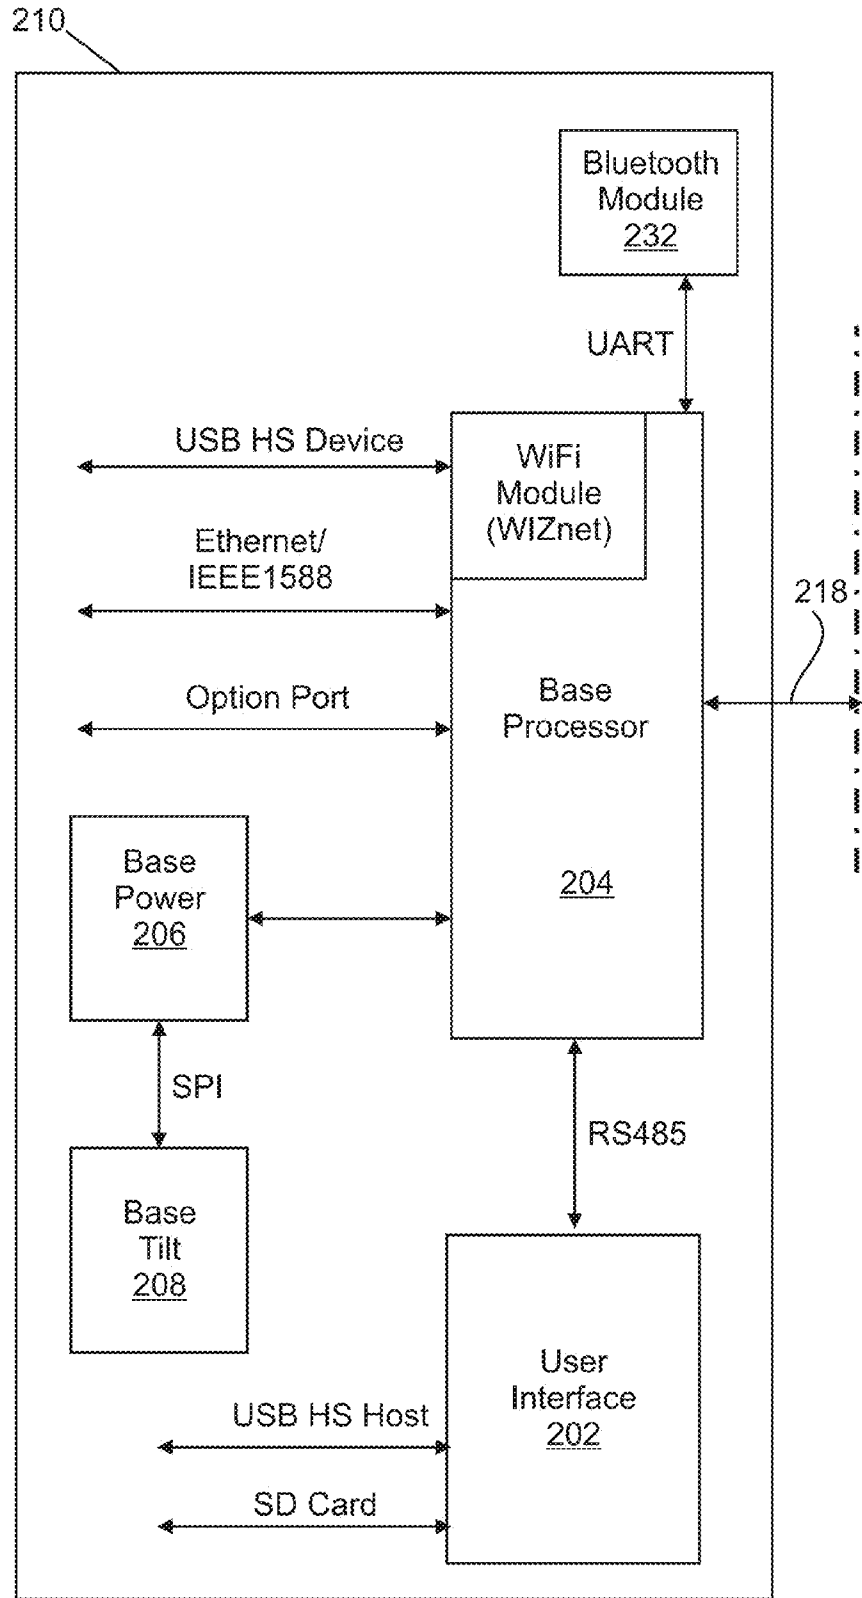 210
Bluetooth
Module
232
UART
USB HS Device
WiFi
Module
(WIZnet)
Ethernet/
IEEE1588
218
Option Port
Base
Processor
204
Base
Power
206
SPI
RS485
Base
Tilt
208
User
Interface
202
USB HS Host
SD Card